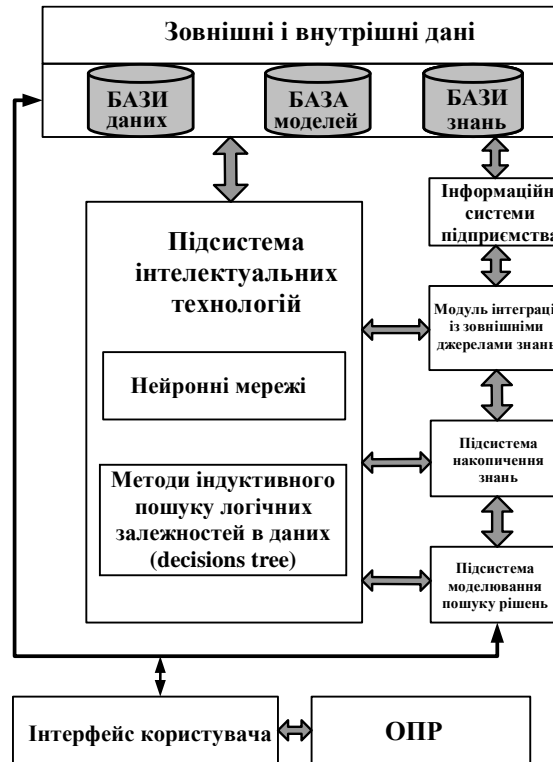 Зовнішні і внутрішні дані
БАЗИ
даних
БАЗА
моделей
БАЗИ
знань
Інформаційн
системи
підприємства
Підсистема
інтелектуальних
технологій
Модуль інтеграці
із зовнішніми
джерелами знань
Нейронні мережі
Підсистема
накопичення
знань
Методи індуктивного
пошуку логічних
залежностей в даних
(decisions tree)
Підсистема
моделювання
пошуку рішень
Інтерфейс користувача
ОПР